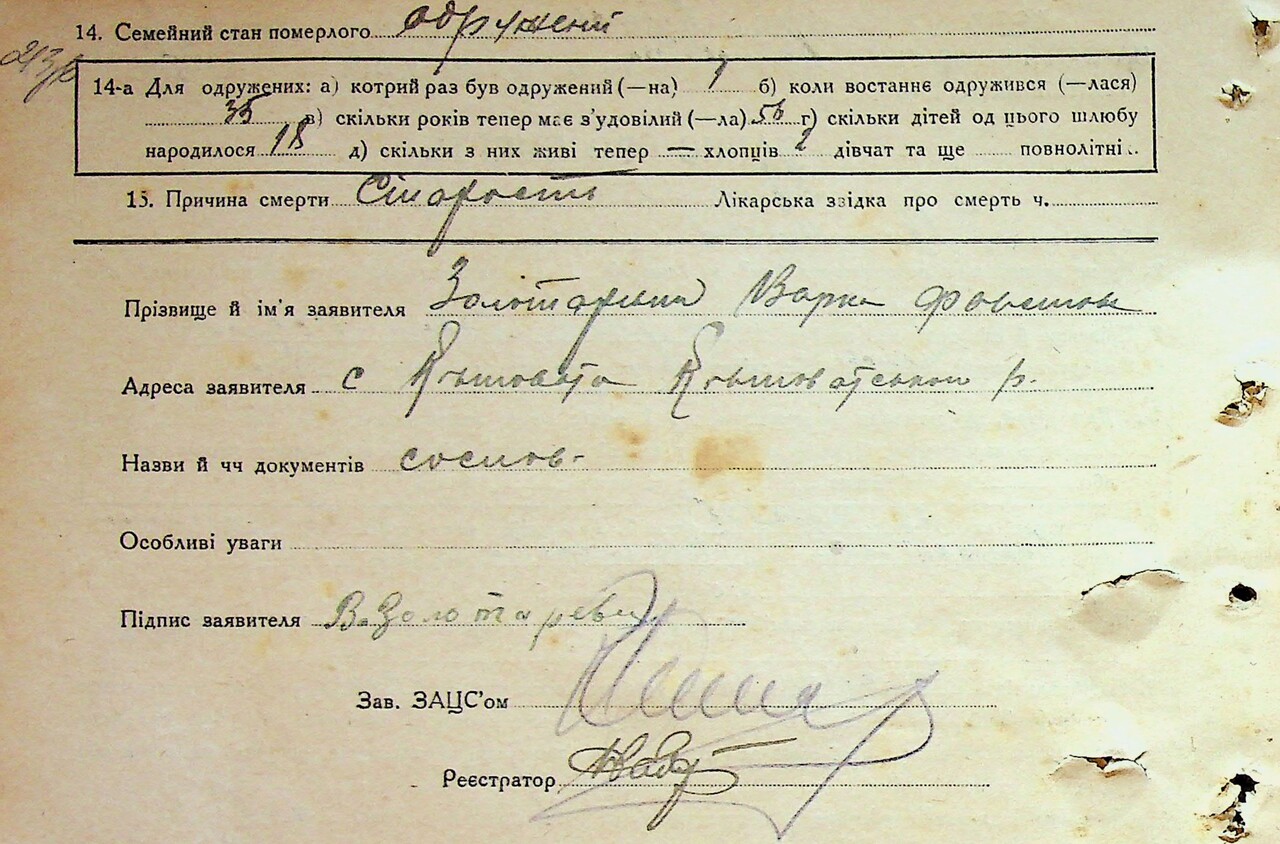 14. Семейний стан померлого одружений
14-а Для одружених: а) котрий раз був одружений (—на) 1 б) коли востаннє одружився (—лася)
35 в) скільки років тепер має з'удовілий (—ла) 56 г) скільки дітей од цього шлюбу
народилося 18 д) скільки з них живі тепер — хлопців 2 дівчат та ще повнолітні
15. Причина смерти Старость Лікарська звідка про смерть ч.
Прізвище й ім'я заявителя Варка
Адреса заявителя с р.
Назви й чч документів сослов-
Особливі уваги
Підпис заявителя В. Золотарев
Зав. ЗАЦС'ом
Реєстратор